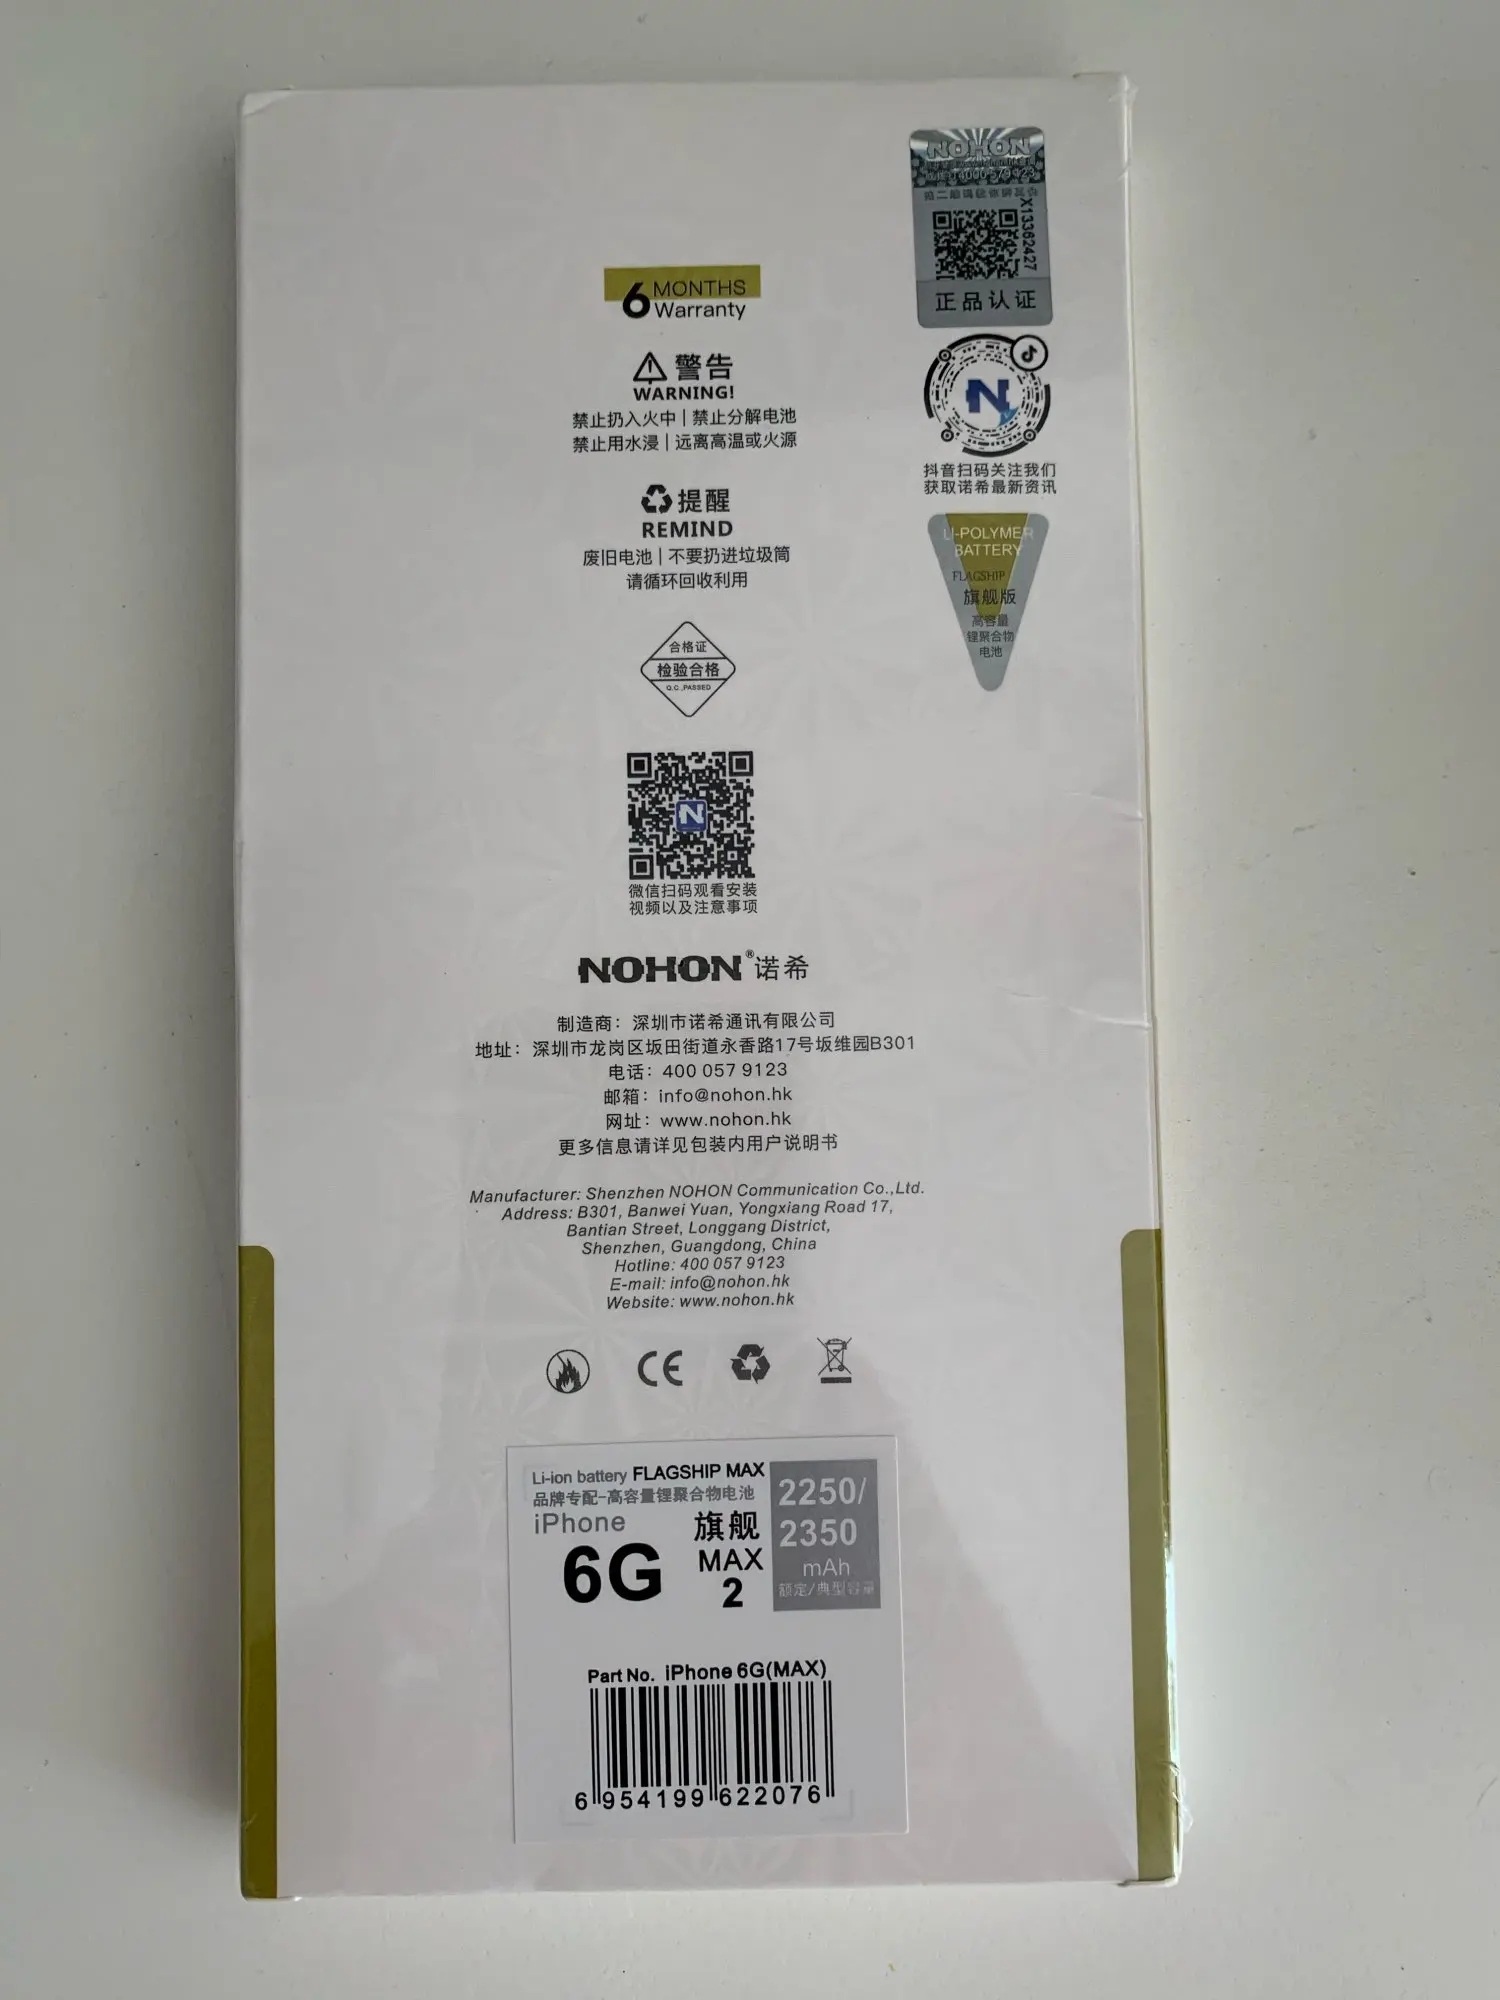 NOHON
X13362427
正品认证
6 MONTHS
Warranty
警告
WARNING!
禁止扔入火中 | 禁止分解电池
禁止用水浸 | 远离高温或火源
抖音扫码关注我们
获取诺希最新资讯
提醒
REMIND
废旧电池 | 不要扔进垃圾筒
请循环回收利用
LI-POLYMER
BATTERY
FLAGSHIP
旗舰版
高容量
锂聚合物
电池
合格证
检验合格
Q.C.,PASSED
N
微信扫码观看安装
视频以及注意事项
NOHON®诺希
制造商：深圳市诺希通讯有限公司
地址：深圳市龙岗区坂田街道永香路17号坂维园B301
电话：400 057 9123
邮箱：info@nohon.hk
网址：www.nohon.hk
更多信息请详见包装内用户说明书
Manufacturer: Shenzhen NOHON Communication Co.,Ltd.
Address: B301, Banwei Yuan, Yongxiang Road 17,
Bantian Street, Longgang District,
Shenzhen, Guangdong, China
Hotline: 400 057 9123
E-mail: info@nohon.hk
Website: www.nohon.hk
CE
Li-ion battery FLAGSHIP MAX
品牌专配-高容量锂聚合物电池
iPhone
6G
旗舰
MAX
2
2250/
2350
mAh
额定/典型容量
Part No. iPhone 6G(MAX)
6 954199 622076